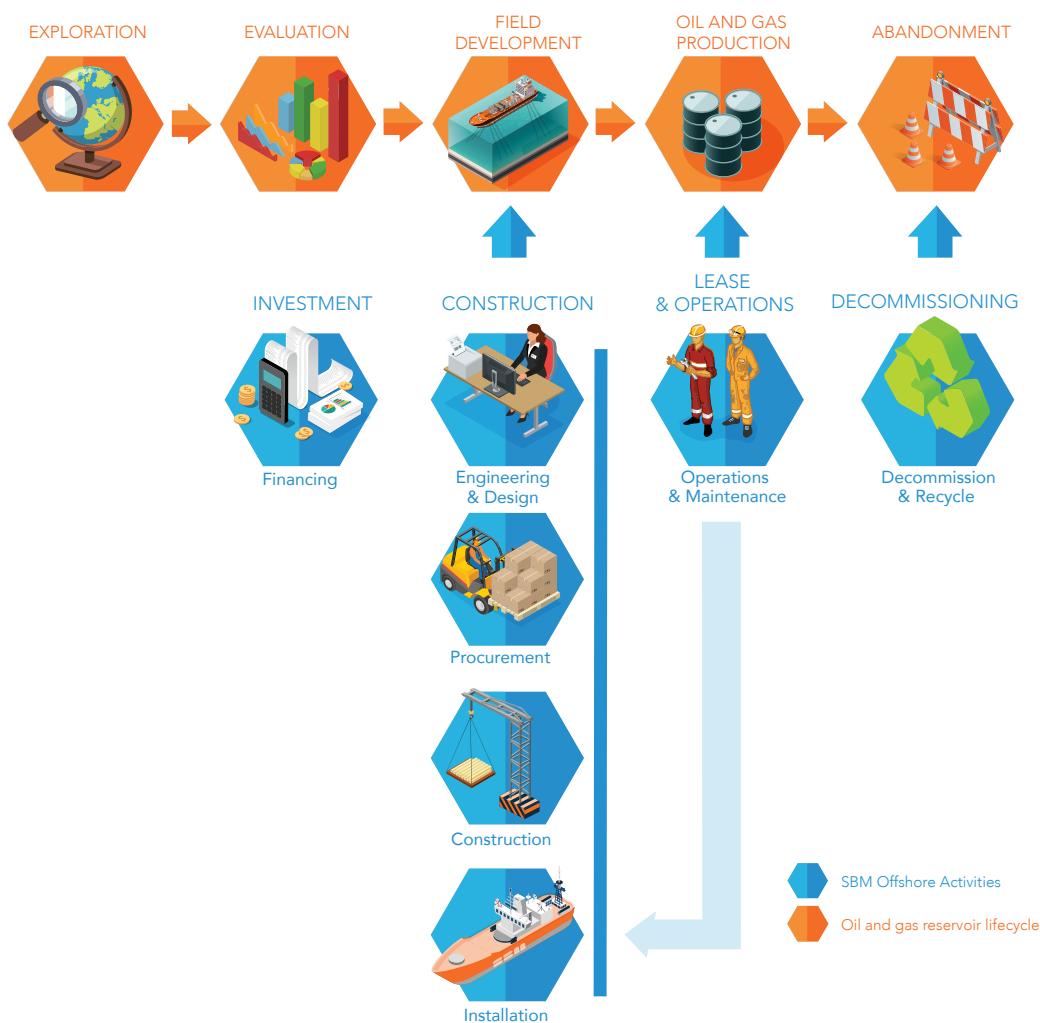 EXPLORATION
EVALUATION
FIELD
DEVELOPMENT
OIL AND GAS
PRODUCTION
ABANDONMENT
INVESTMENT
CONSTRUCTION
LEASE
& OPERATIONS
DECOMMISSIONING
Financing
Engineering
& Design
Operations
& Maintenance
Decommission
& Recycle
Procurement
Construction
Installation
SBM Offshore Activities
Oil and gas reservoir lifecycle